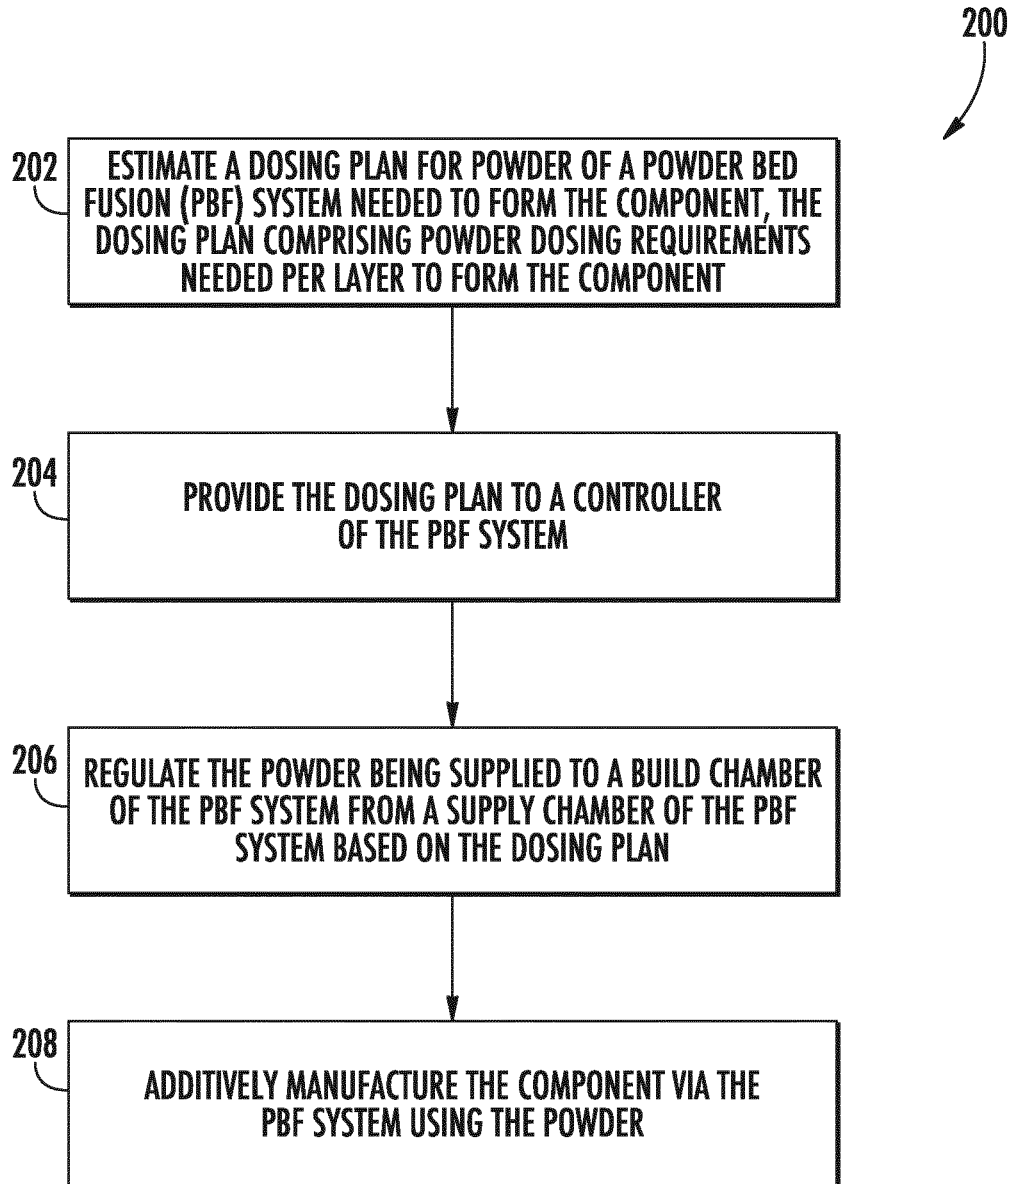 200
202
ESTIMATE A DOSING PLAN FOR POWDER OF A POWDER BED
FUSION (PBF) SYSTEM NEEDED TO FORM THE COMPONENT, THE
DOSING PLAN COMPRISING POWDER DOSING REQUIREMENTS
NEEDED PER LAYER TO FORM THE COMPONENT
204
PROVIDE THE DOSING PLAN TO A CONTROLLER
OF THE PBF SYSTEM
206
REGULATE THE POWDER BEING SUPPLIED TO A BUILD CHAMBER
OF THE PBF SYSTEM FROM A SUPPLY CHAMBER OF THE PBF
SYSTEM BASED ON THE DOSING PLAN
208
ADDITIVELY MANUFACTURE THE COMPONENT VIA THE
PBF SYSTEM USING THE POWDER